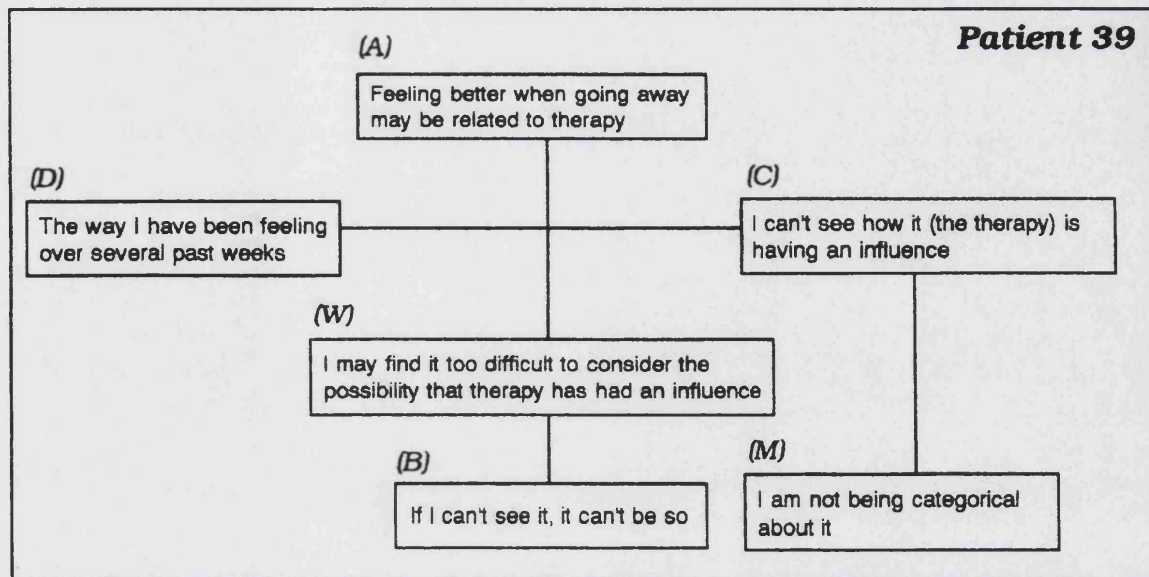 Patient 39
(A)
Feeling better when going away
may be related to therapy
(D)
The way I have been feeling
over several past weeks
(C)
I can't see how it (the therapy) is
having an influence
(W)
I may find it too difficult to consider the
possibility that therapy has had an influence
(B)
If I can't see it, it can't be so
(M)
I am not being categorical
about it